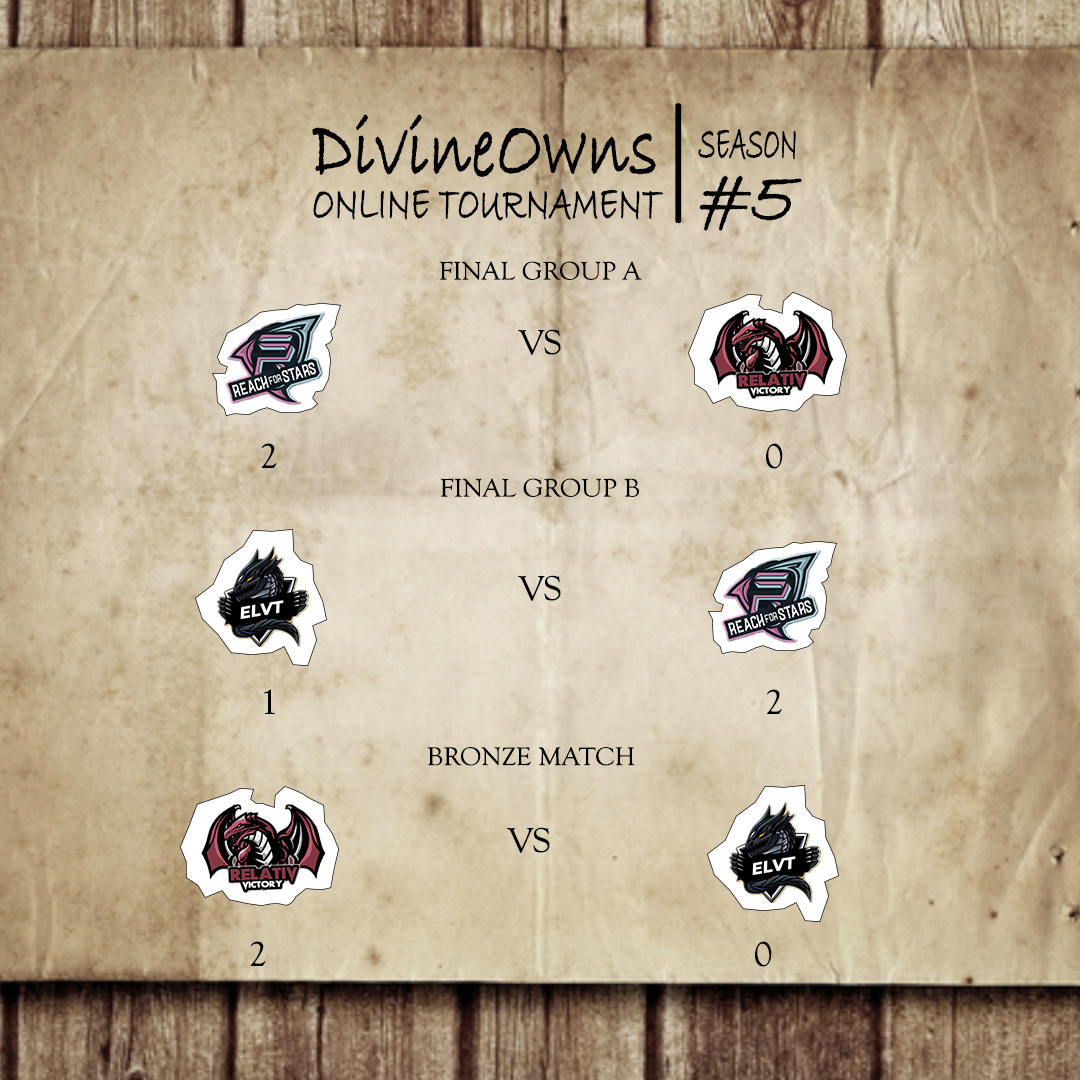 DivineOwns
ONLINE TOURNAMENT
SEASON
#5
FINAL GROUP A
REACH FOR STARS
VS
RELATIV
VICTORY
2
0
FINAL GROUP B
ELVT
VS
REACH FOR STARS
1
2
BRONZE MATCH
RELATIV
VICTORY
VS
ELVT
2
0